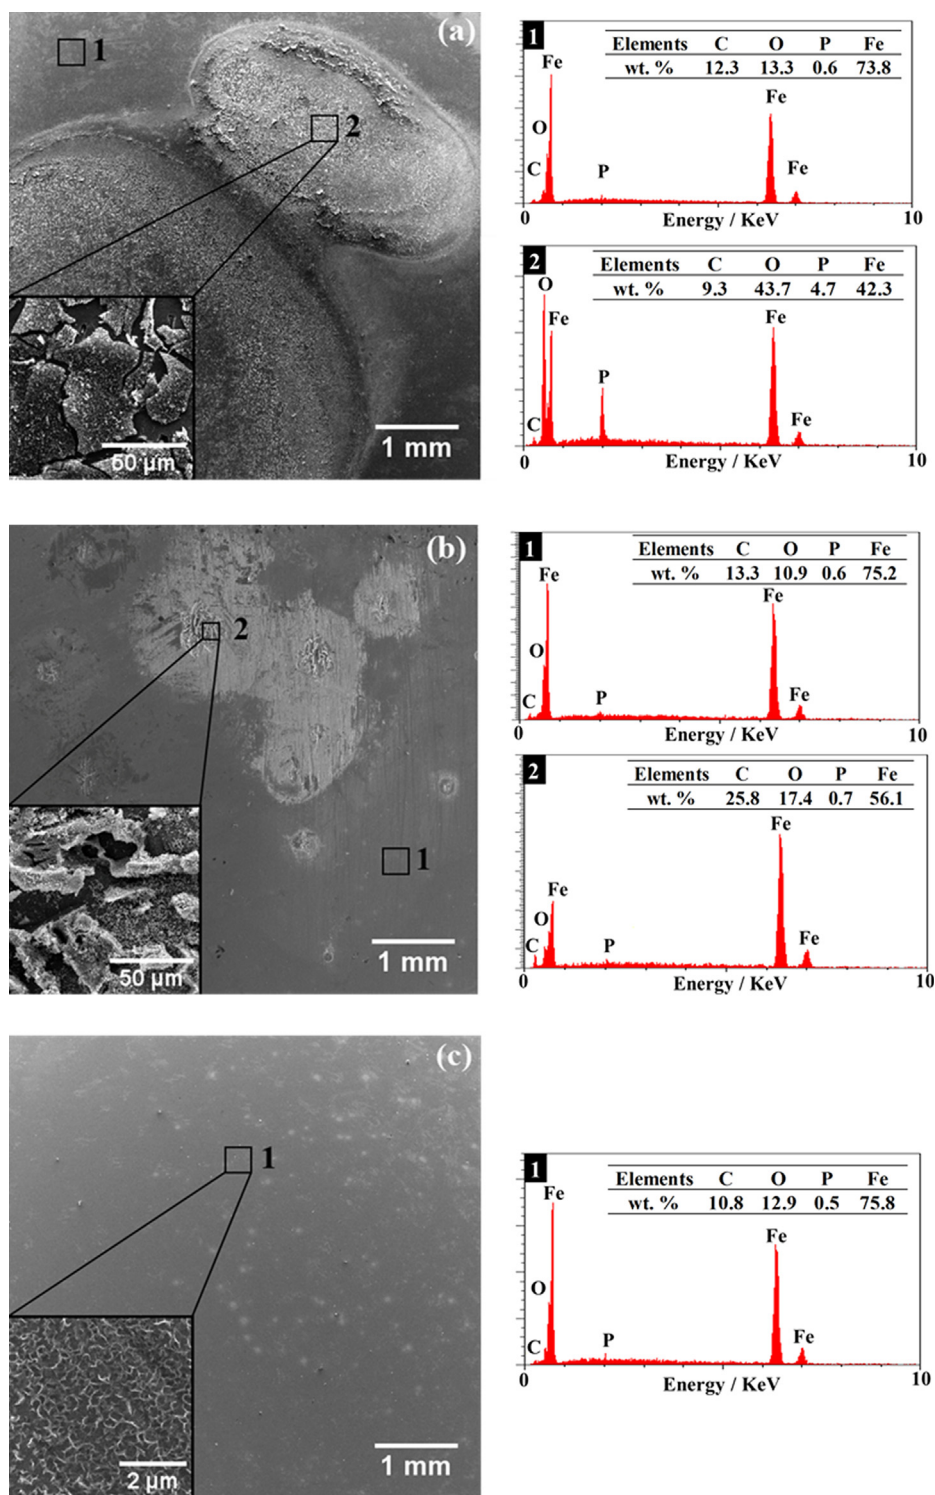 (a)
1
2
50 µm
1 mm
1
Elements C O P Fe
wt. % 12.3 13.3 0.6 73.8
Fe
Fe
O
Fe
C
P
0 Energy / KeV 10
2
Elements C O P Fe
wt. % 9.3 43.7 4.7 42.3
O
Fe
Fe
P
C
Fe
0 Energy / KeV 10
(b)
2
1
50 µm
1 mm
1
Elements C O P Fe
wt. % 13.3 10.9 0.6 75.2
Fe
Fe
O
C
P
Fe
0 Energy / KeV 10
2
Elements C O P Fe
wt. % 25.8 17.4 0.7 56.1
Fe
Fe
O
C
P
Fe
0 Energy / KeV 10
(c)
1
2 µm
1 mm
1
Elements C O P Fe
wt. % 10.8 12.9 0.5 75.8
Fe
Fe
O
C
P
Fe
0 Energy / KeV 10